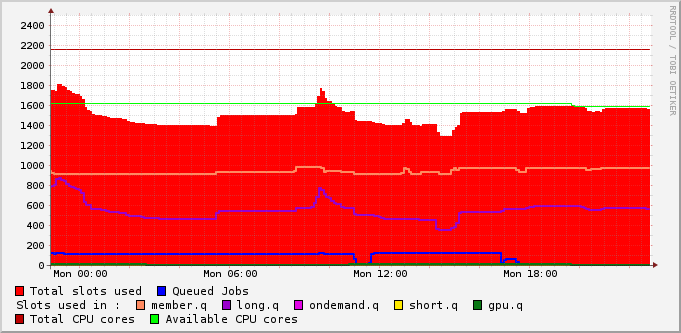 2400
2200
2000
1800
1600
1400
1200
1000
800
600
400
200
0
Mon 00:00 Mon 06:00 Mon 12:00 Mon 18:00
RRDTOOL / TOBI OETIKER
Total slots used Queued Jobs
Slots used in : member.q long.q ondemand.q short.q gpu.q
Total CPU cores Available CPU cores